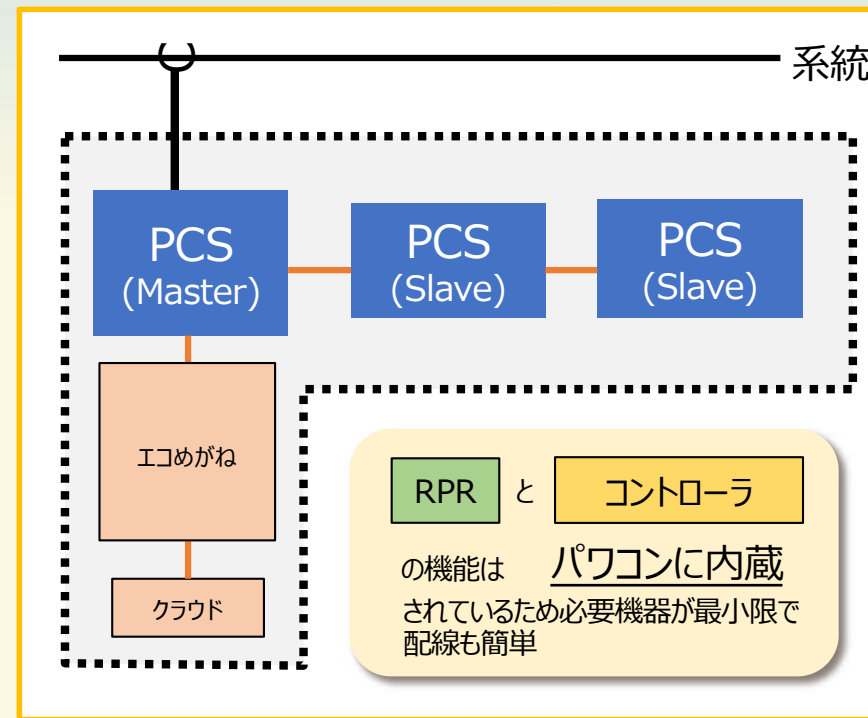 系統
PCS
(Master)
PCS
(Slave)
PCS
(Slave)
エコめがね
クラウド
RPR と コントローラ
の機能は パワコンに内蔵
されているため必要機器が最小限で
配線も簡単